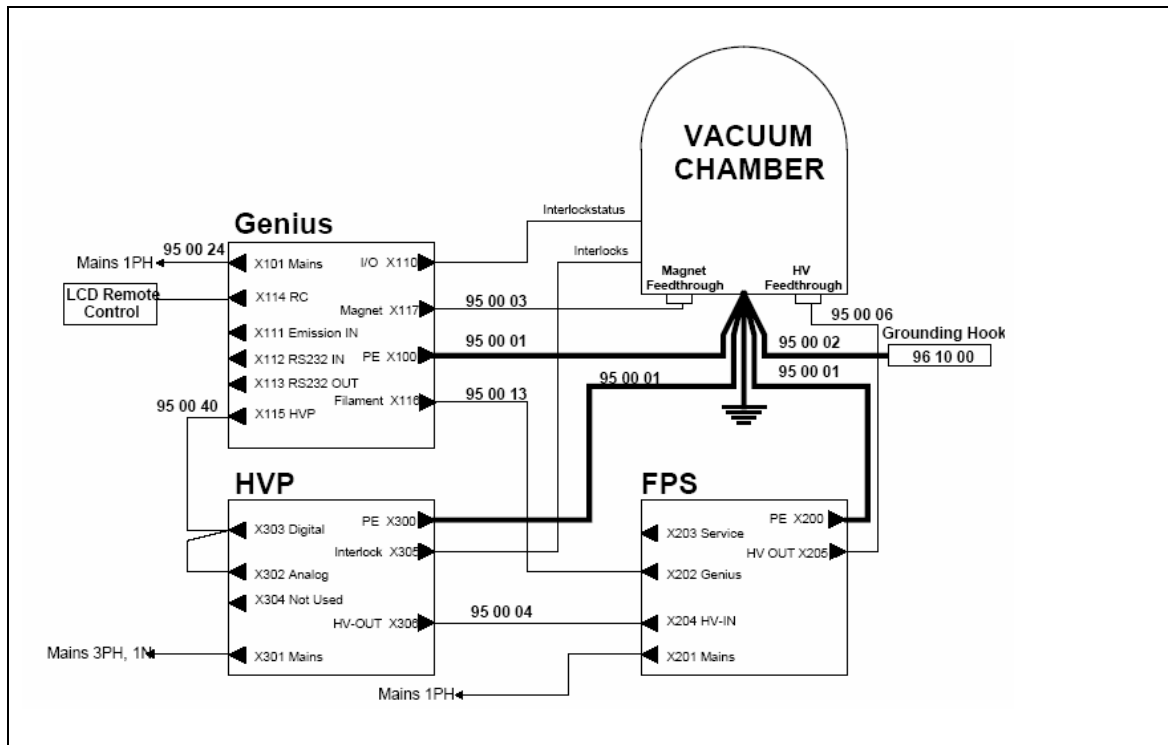 VACUUM
CHAMBER
Interlockstatus
Interlocks
Magnet
Feedthrough
HV
Feedthrough
Genius
95 00 24
Mains 1PH
X101 Mains
I/O X110
LCD Remote
Control
X114 RC
Magnet X117
95 00 03
X111 Emission IN
95 00 06
X112 RS232 IN
PE X100
95 00 01
95 00 02
Grounding Hook
96 10 00
X113 RS232 OUT
95 00 01
95 00 01
95 00 40
X115 HVP
Filament X116
95 00 13
HVP
X303 Digital
PE X300
Interlock X305
X302 Analog
X304 Not Used
HV-OUT X306
95 00 04
Mains 3PH, 1N
X301 Mains
FPS
PE X200
X203 Service
HV OUT X205
X202 Genius
X204 HV-IN
X201 Mains
Mains 1PH